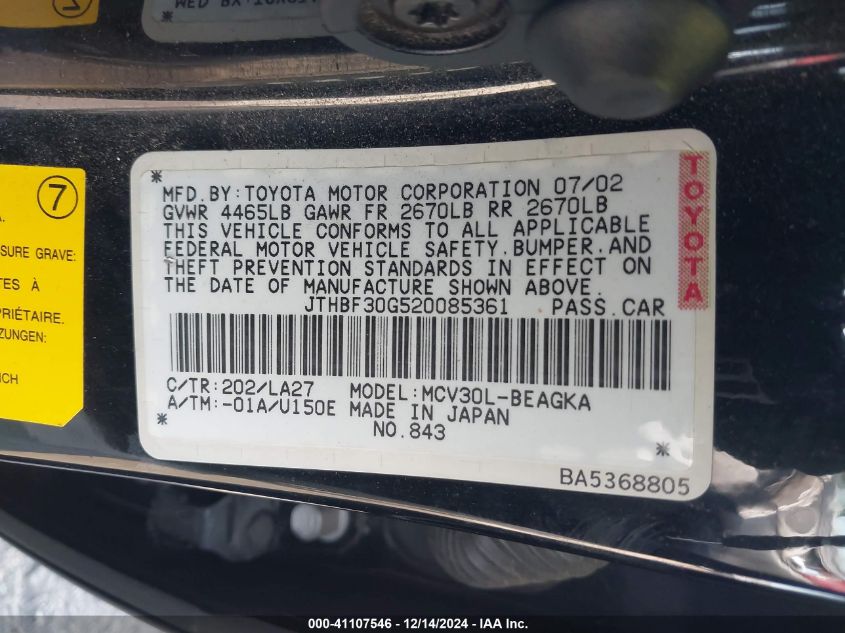 7
A.
SURE GRAVE:
TES À
PRIÉTAIRE.
ZUNGEN:
ICH
* MFD.BY:TOYOTA MOTOR CORPORATION 07/02
GVWR 4465LB GAWR FR 2670LB RR 2670LB
THIS VEHICLE CONFORMS TO ALL APPLICABLE
FEDERAL MOTOR VEHICLE SAFETY,BUMPER,AND
THEFT PREVENTION STANDARDS IN EFFECT ON
THE DATE OF MANUFACTURE SHOWN ABOVE.
JTHBF30G520085361 PASS.CAR
C/TR:202/LA27 MODEL:MCV30L-BEAGKA
A/TM:-01A/U150E MADE IN JAPAN
* NO.843 *
BA5368805
TOYOTA
000-41107546 - 12/14/2024 - IAA Inc.